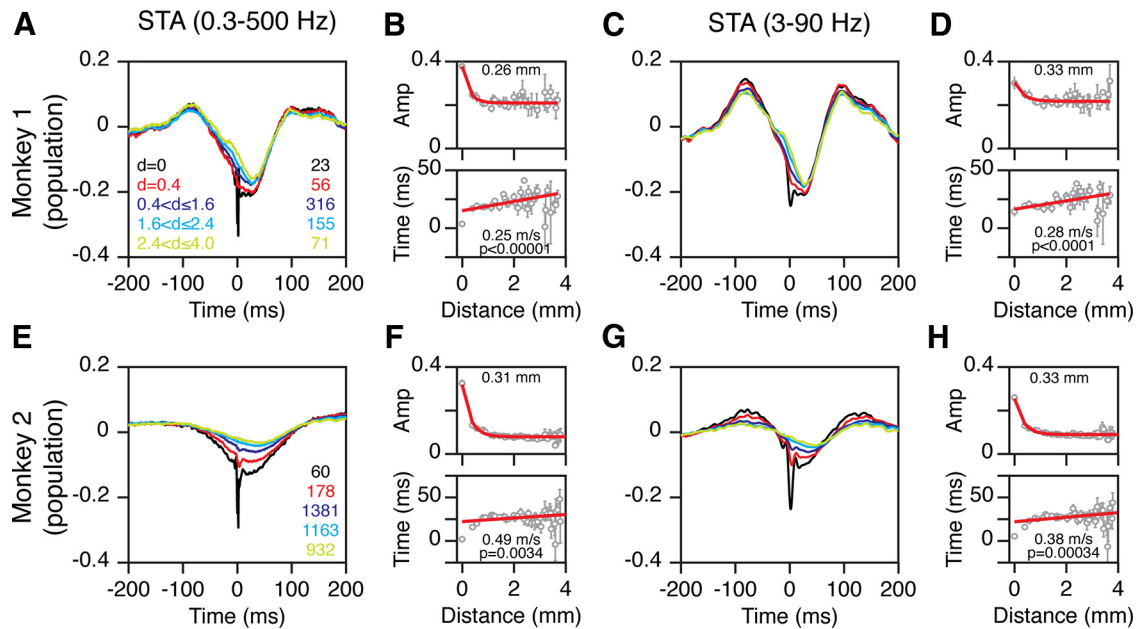 A STA (0.3-500 Hz) B C STA (3-90 Hz) D
Monkey 1
(population)
0.2
0
-0.2
-0.4
d=0 23
d=0.4 56
0.4<d≤1.6 316
1.6<d≤2.4 155
2.4<d≤4.0 71
-200 -100 0 100 200
Time (ms)
Amp
0.4
0
0.26 mm
Time (ms)
50
0
0.25 m/s
p<0.00001
0 2 4
Distance (mm)
0.2
0
-0.2
-0.4
-200 -100 0 100 200
Time (ms)
Amp
0.4
0
0.33 mm
Time (ms)
50
0
0.28 m/s
p<0.0001
0 2 4
Distance (mm)
E F G H
Monkey 2
(population)
0.2
0
-0.2
-0.4
60
178
1381
1163
932
-200 -100 0 100 200
Time (ms)
Amp
0.4
0
0.31 mm
Time (ms)
50
0
0.49 m/s
p=0.0034
0 2 4
Distance (mm)
0.2
0
-0.2
-0.4
-200 -100 0 100 200
Time (ms)
Amp
0.4
0
0.33 mm
Time (ms)
50
0
0.38 m/s
p=0.00034
0 2 4
Distance (mm)